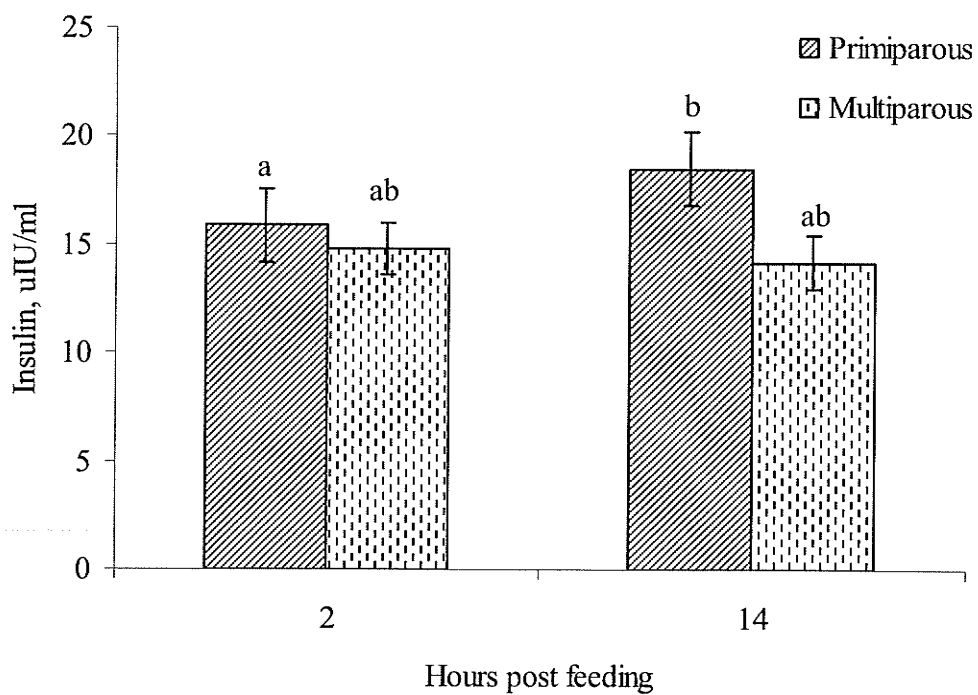 25
20
15
10
5
0
Insulin, uIU/ml
Primiparous
Multiparous
a
ab
b
ab
2
14
Hours post feeding